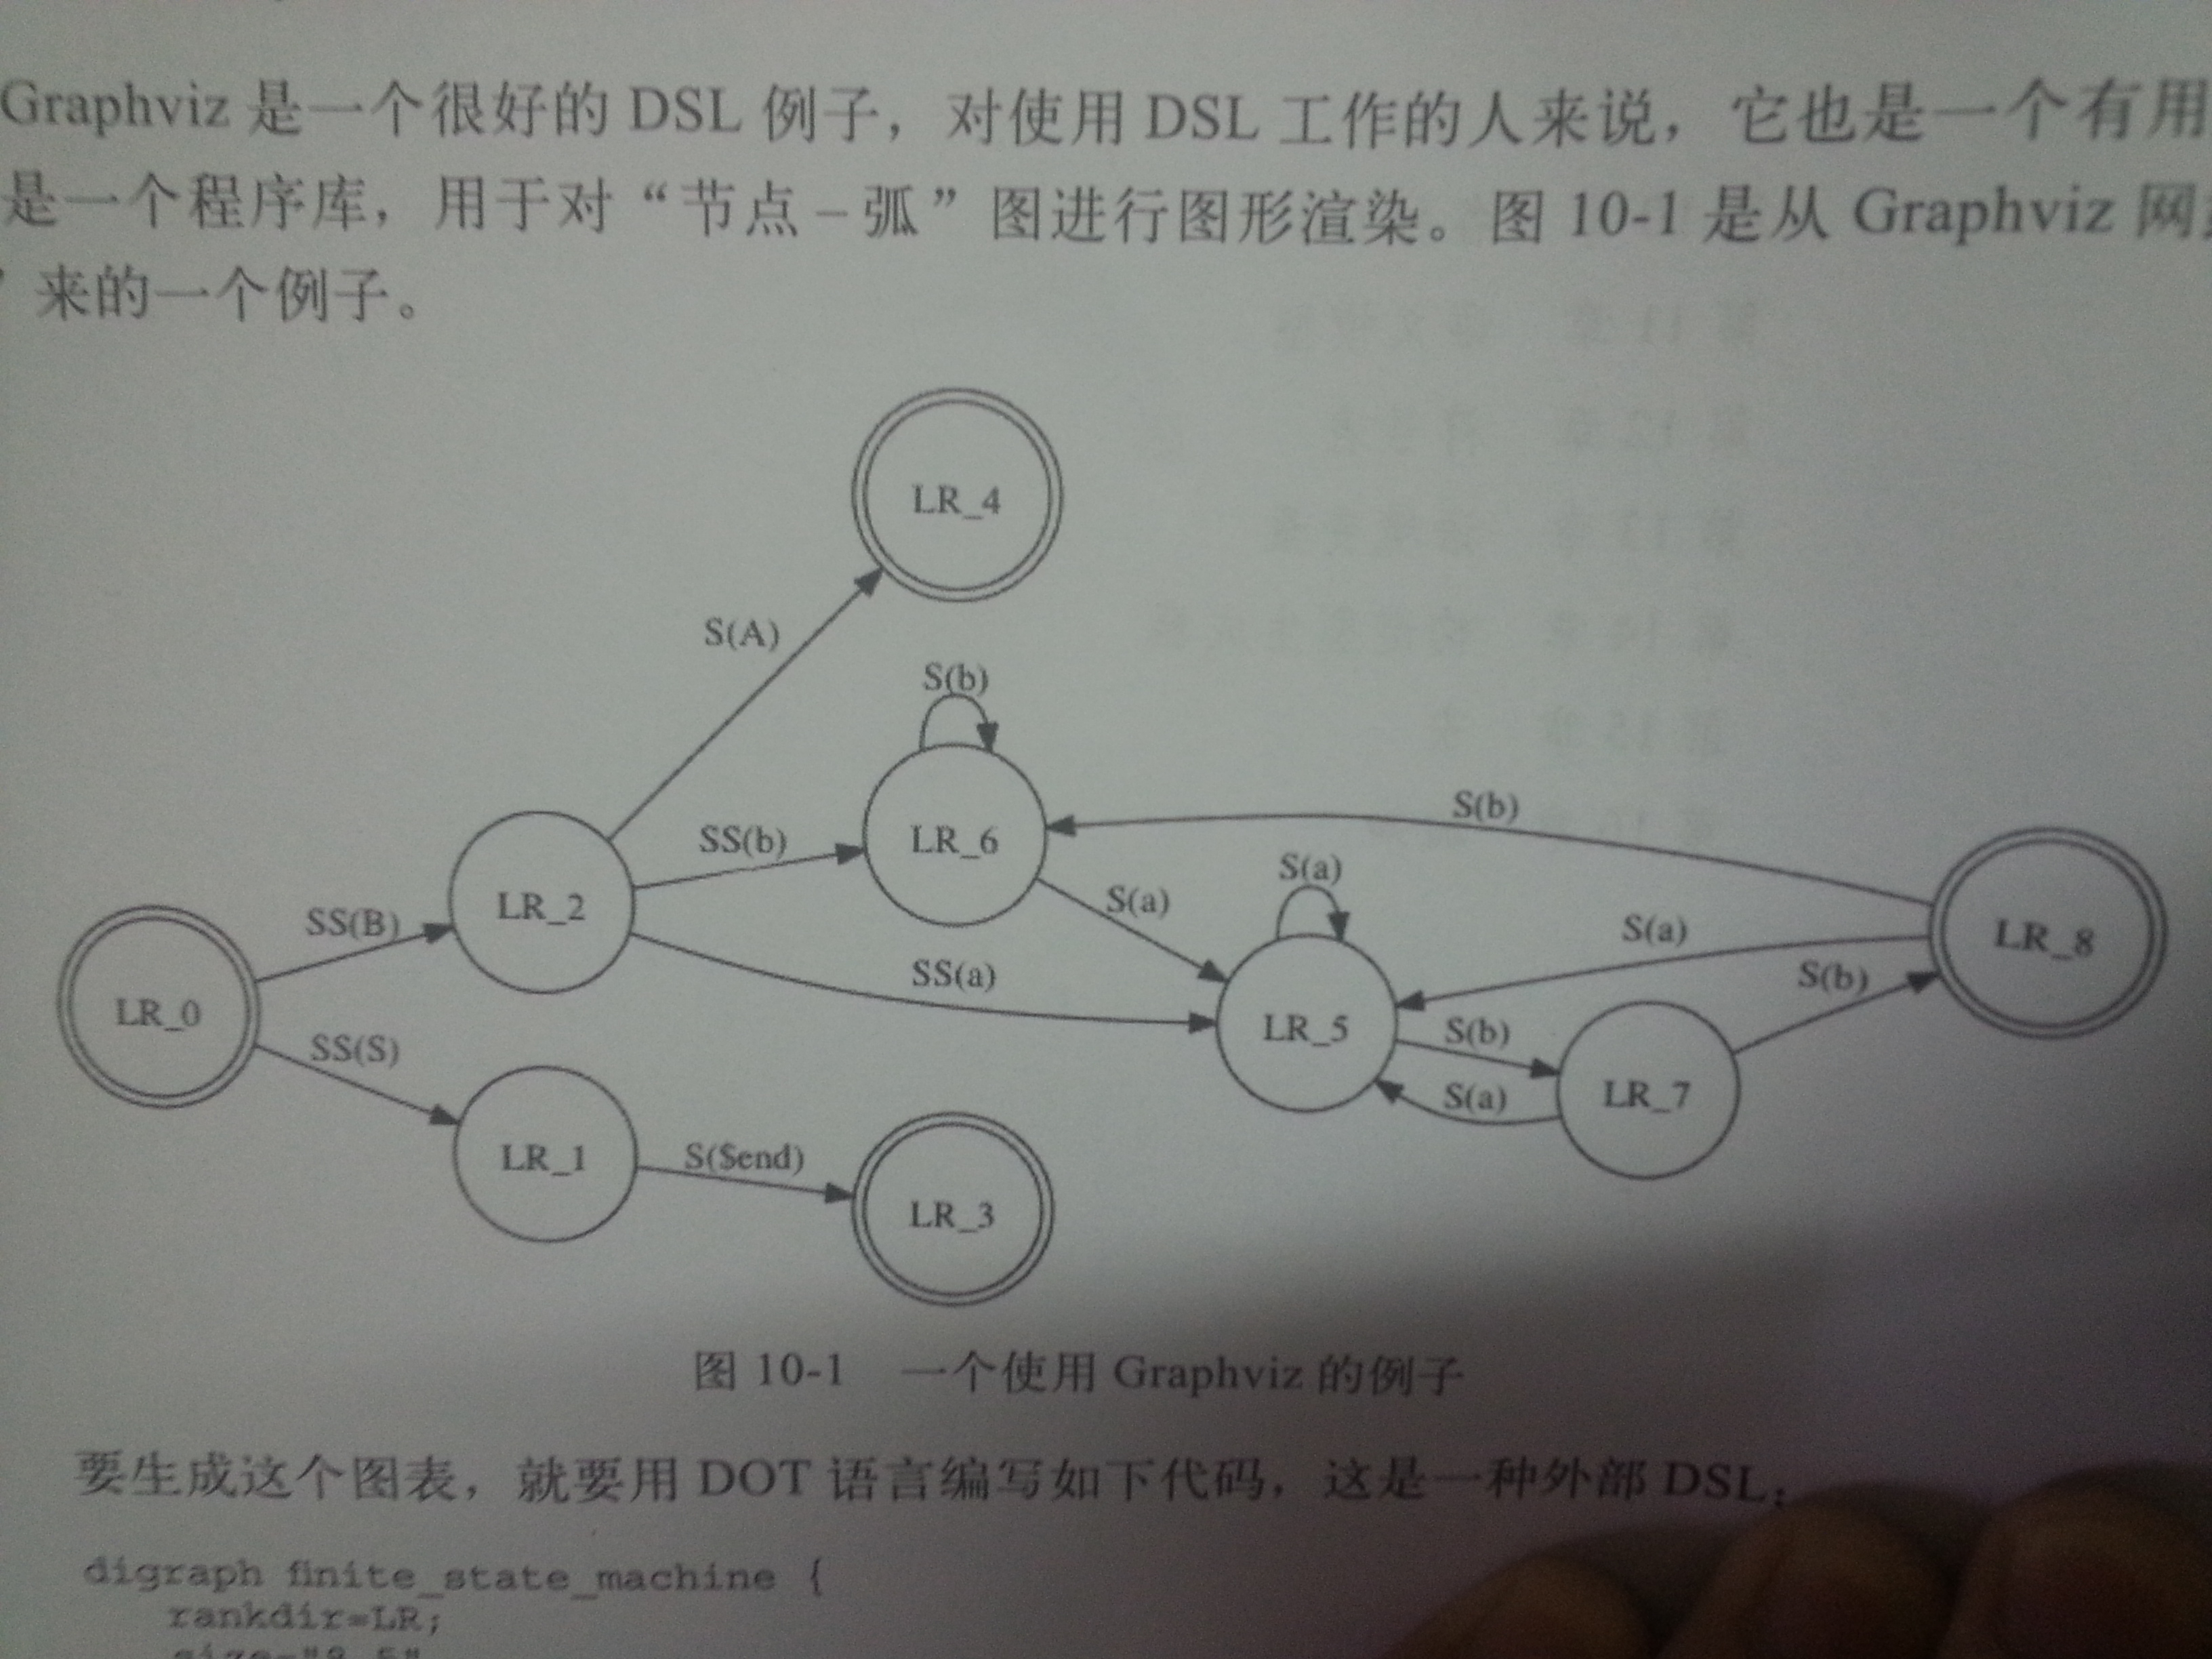 Graphviz 是一个很好的 DSL 例子，对使用 DSL 工作的人来说，它也是一个有用
是一个程序库，用于对“节点－弧”图进行图形渲染。图 10-1 是从 Graphviz 网
来的一个例子。
LR_4
S(A)
S(b)
S(b)
SS(b)
LR_6
S(a)
S(a)
LR_2
SS(B)
S(a)
LR_8
SS(a)
S(b)
LR_0
LR_5
S(b)
SS(S)
S(a)
LR_7
LR_1
S($end)
LR_3
图 10-1 一个使用 Graphviz 的例子
要生成这个图表，就要用 DOT 语言编写如下代码，这是一种外部 DSL：
digraph finite_state_machine {
rankdir=LR;